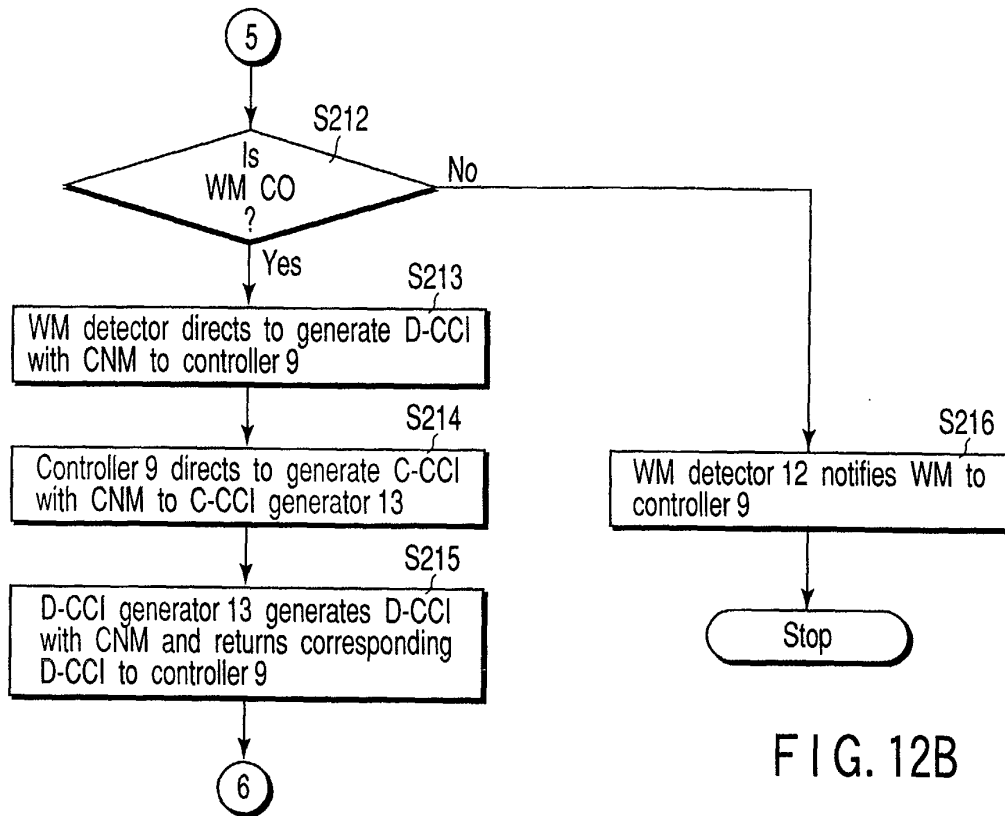 5
S212
Is
WM CO
?
No
Yes
S213
WM detector directs to generate D-CCI
with CNM to controller 9
S214
Controller 9 directs to generate C-CCI
with CNM to C-CCI generator 13
S215
D-CCI generator 13 generates D-CCI
with CNM and returns corresponding
D-CCI to controller 9
6
S216
WM detector 12 notifies WM to
controller 9
Stop
FIG. 12B